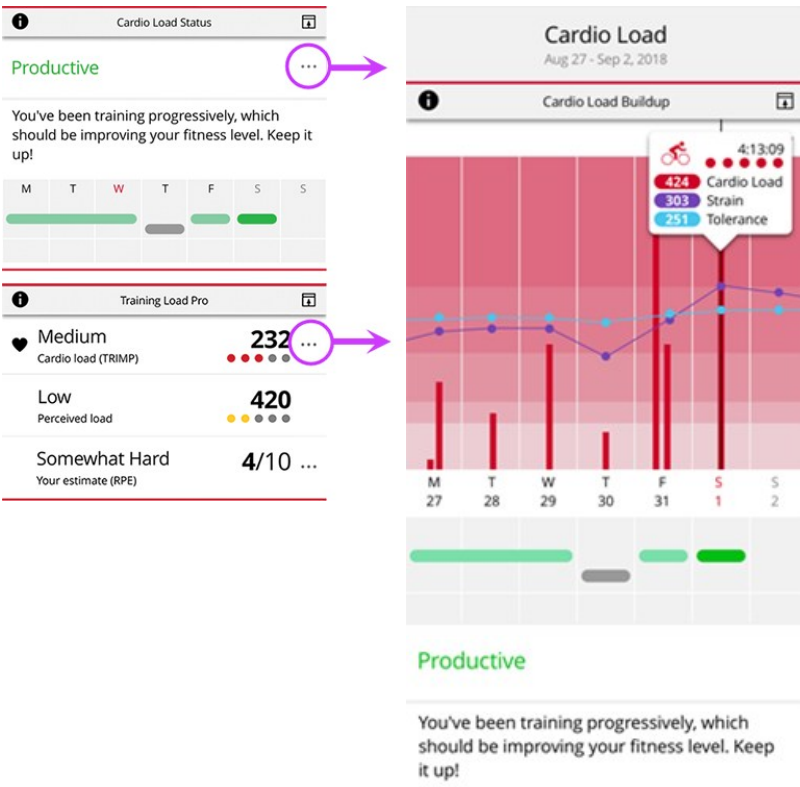 Cardio Load Status
Productive
You've been training progressively, which
should be improving your fitness level. Keep it
up!
M T W T F S S
Training Load Pro
Medium 232
Cardio load (TRIMP)
Low 420
Perceived load
Somewhat Hard 4/10
Your estimate (RPE)
Cardio Load
Aug 27 - Sep 2, 2018
Cardio Load Buildup
4:13:09
424 Cardio Load
303 Strain
251 Tolerance
M T W T F S S
27 28 29 30 31 1 2
Productive
You've been training progressively, which
should be improving your fitness level. Keep
it up!